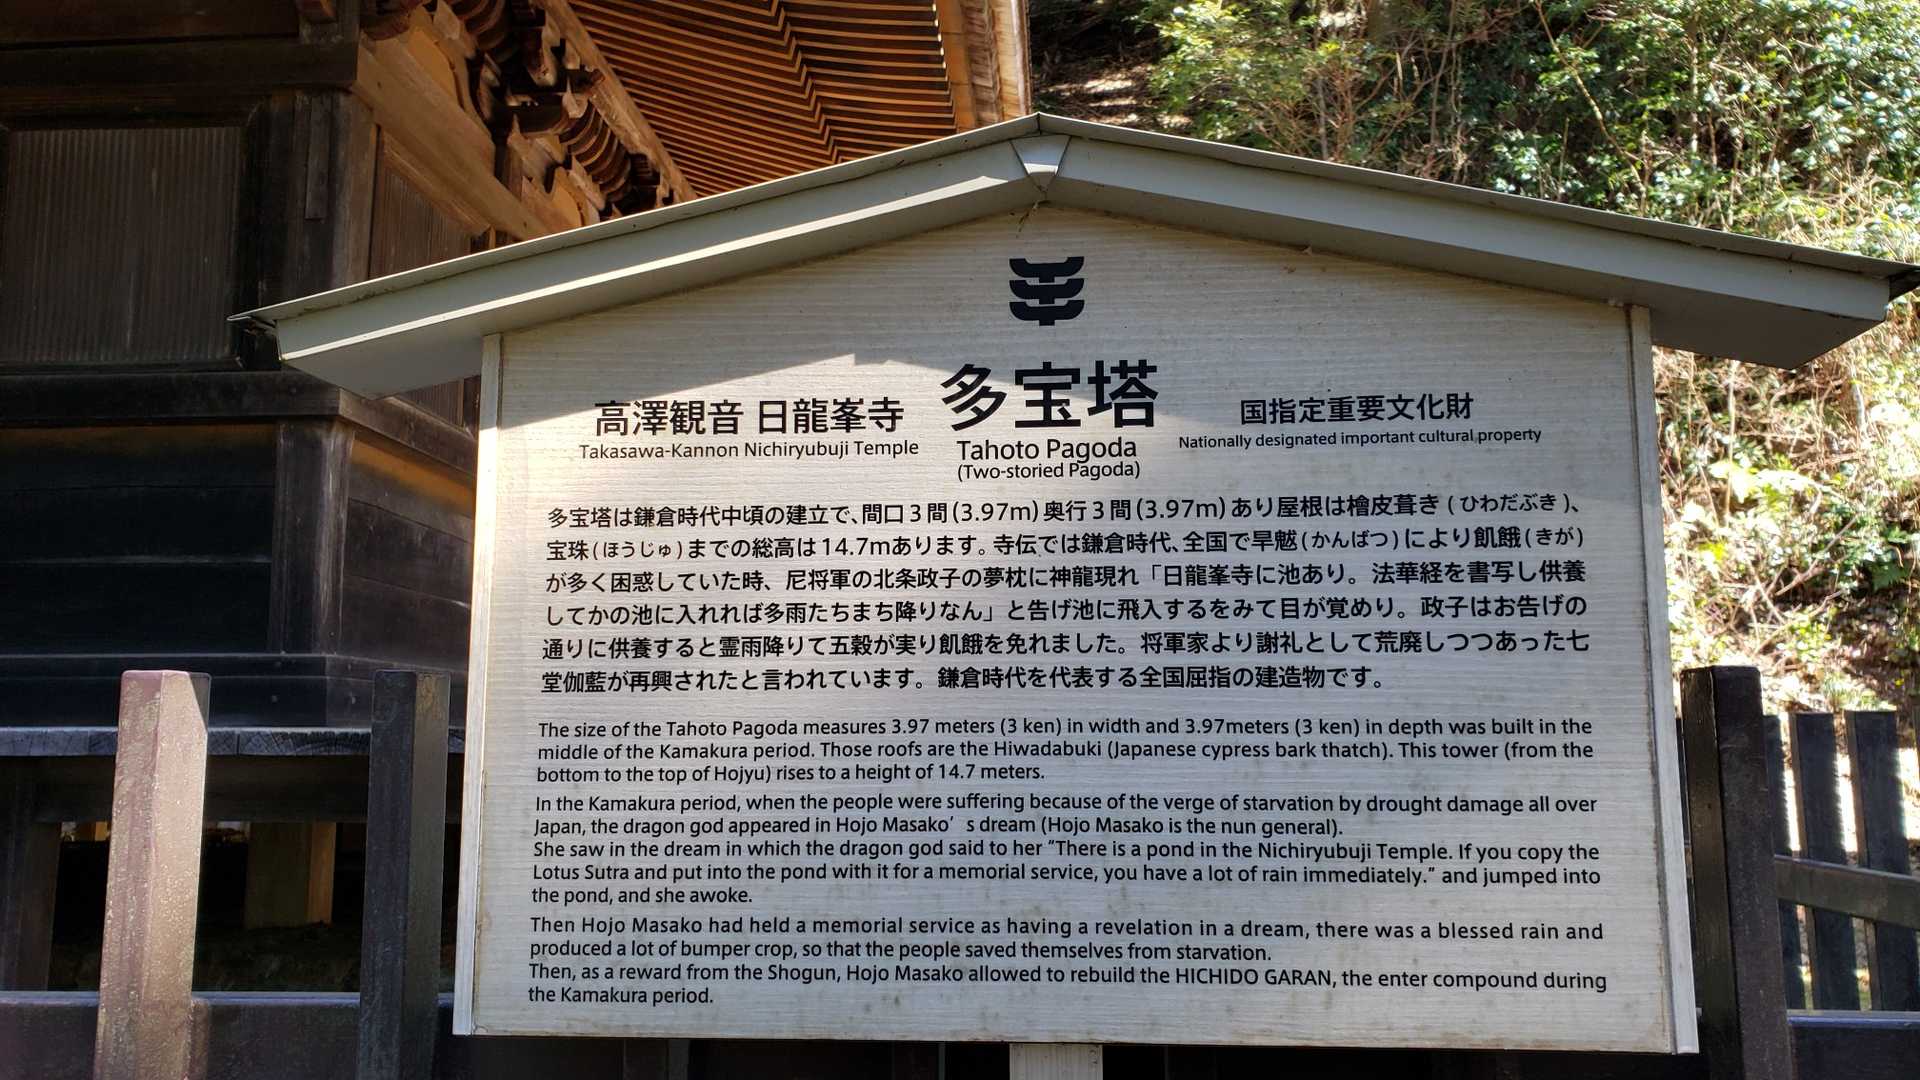 多宝塔
高澤観音 日龍峯寺
国指定重要文化財
Takasawa-Kannon Nichiryubuji Temple
Tahoto Pagoda
Nationally designated important cultural property
(Two-storied Pagoda)
多宝塔は鎌倉時代中頃の建立で、間口3間(3.97m)奥行3間(3.97m)あり屋根は檜皮葺き(ひわだぶき)、
宝珠(ほうじゅ)までの総高は14.7mあります。寺伝では鎌倉時代、全国で旱魃(かんばつ)により飢餓(きが)
が多く困惑していた時、尼将軍の北条政子の夢枕に神龍現れ「日龍峯寺に池あり。法華経を書写し供養
してかの池に入れれば多雨たちまち降りなん」と告げ池に飛入するをみて目が覚めり。政子はお告げの
通りに供養すると霊雨降りて五穀が実り飢餓を免れました。将軍家より謝礼として荒廃しつつあった七
堂伽藍が再興されたと言われています。鎌倉時代を代表する全国屈指の建造物です。
The size of the Tahoto Pagoda measures 3.97 meters (3 ken) in width and 3.97meters (3 ken) in depth was built in the
middle of the Kamakura period. Those roofs are the Hiwadabuki (Japanese cypress bark thatch). This tower (from the
bottom to the top of Hojyu) rises to a height of 14.7 meters.
In the Kamakura period, when the people were suffering because of the verge of starvation by drought damage all over
Japan, the dragon god appeared in Hojo Masako' s dream (Hojo Masako is the nun general).
She saw in the dream in which the dragon god said to her "There is a pond in the Nichiryubuji Temple. If you copy the
Lotus Sutra and put into the pond with it for a memorial service, you have a lot of rain immediately." and jumped into
the pond, and she awoke.
Then Hojo Masako had held a memorial service as having a revelation in a dream, there was a blessed rain and
produced a lot of bumper crop, so that the people saved themselves from starvation.
Then, as a reward from the Shogun, Hojo Masako allowed to rebuild the HICHIDO GARAN, the enter compound during
the Kamakura period.